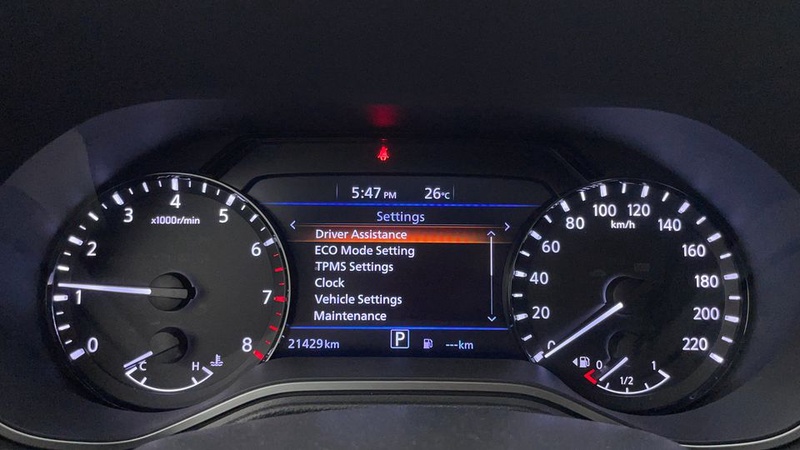 5:47 PM 26°C
Settings
Driver Assistance
ECO Mode Setting
TPMS Settings
Clock
Vehicle Settings
Maintenance
21429 km P ---km
x1000r/min
0
1
2
3
4
5
6
7
8
C H
km/h
0
20
40
60
80
100
120
140
160
180
200
220
0 1/2 1